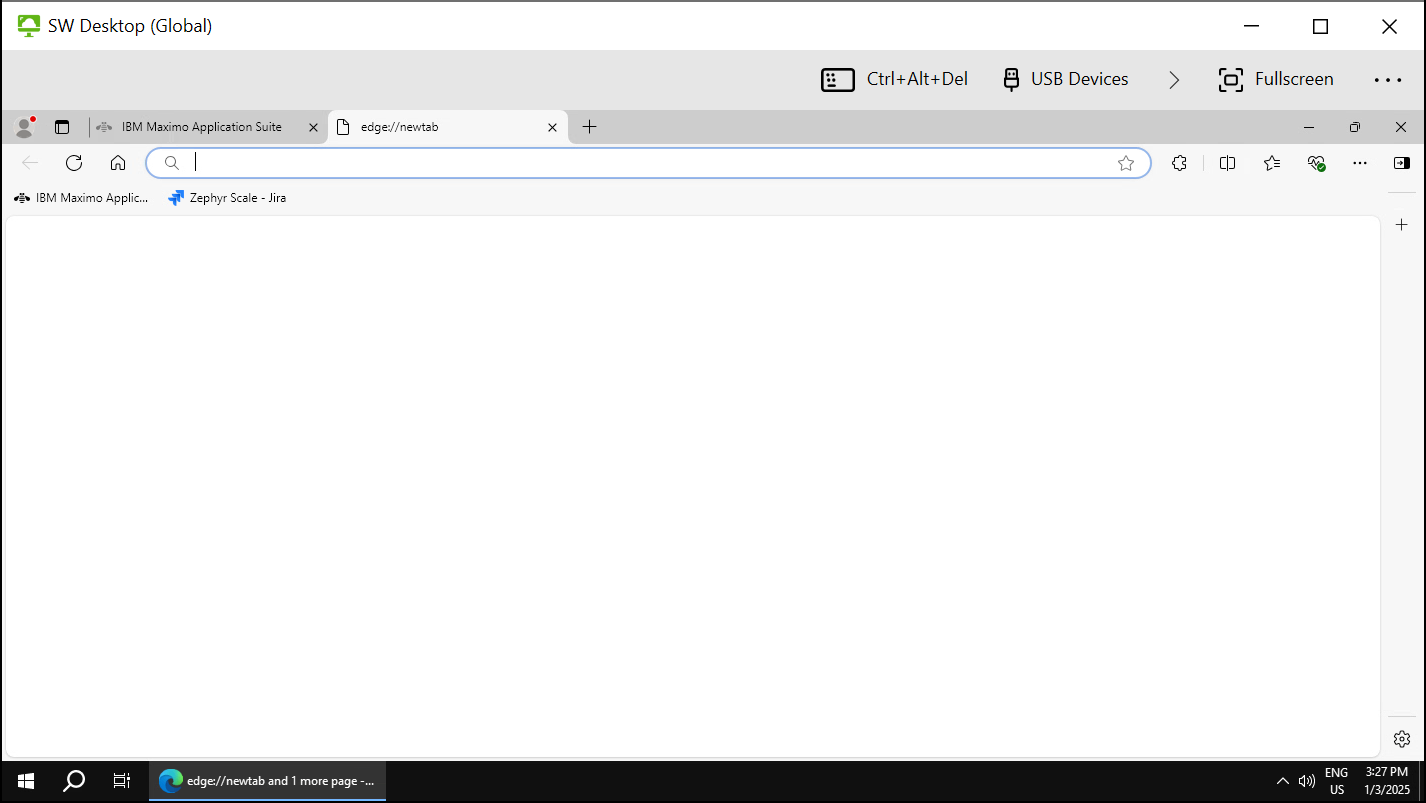 SW Desktop (Global)
Ctrl+Alt+Del USB Devices Fullscreen
IBM Maximo Application Suite edge://newtab
IBM Maximo Applic... Zephyr Scale - Jira
edge://newtab and 1 more page -...
ENG
US
3:27 PM
1/3/2025